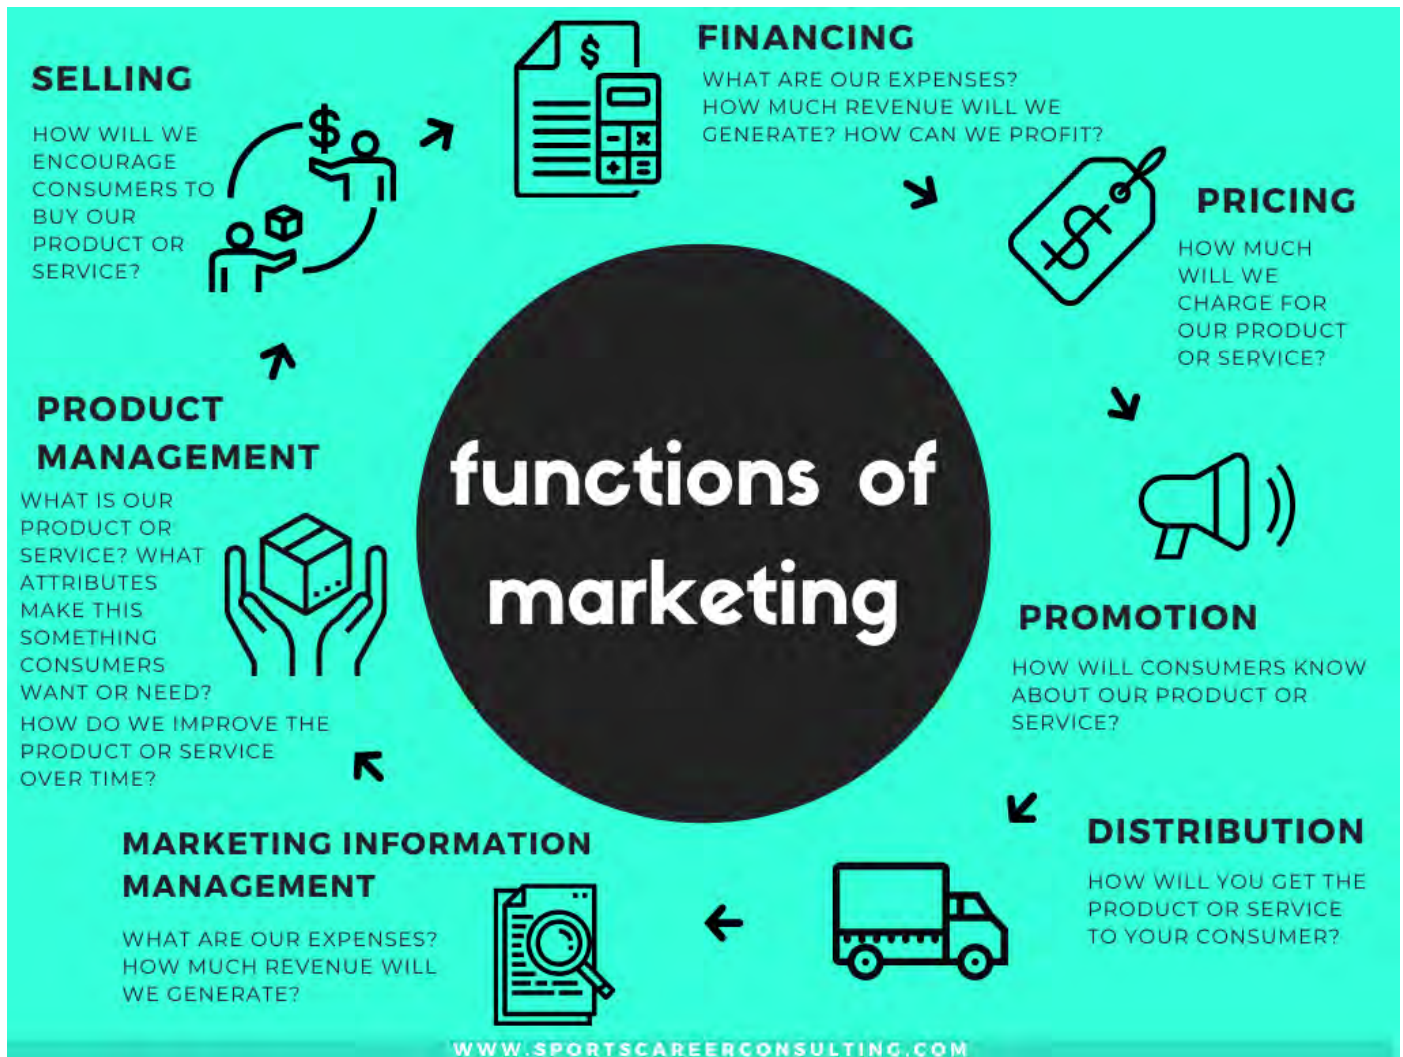 FINANCING
WHAT ARE OUR EXPENSES?
HOW MUCH REVENUE WILL WE
GENERATE? HOW CAN WE PROFIT?
PRICING
HOW MUCH
WILL WE
CHARGE FOR
OUR PRODUCT
OR SERVICE?
PROMOTION
HOW WILL CONSUMERS KNOW
ABOUT OUR PRODUCT OR
SERVICE?
DISTRIBUTION
HOW WILL YOU GET THE
PRODUCT OR SERVICE
TO YOUR CONSUMER?
MARKETING INFORMATION
MANAGEMENT
WHAT ARE OUR EXPENSES?
HOW MUCH REVENUE WILL
WE GENERATE?
PRODUCT
MANAGEMENT
WHAT IS OUR
PRODUCT OR
SERVICE? WHAT
ATTRIBUTES
MAKE THIS
SOMETHING
CONSUMERS
WANT OR NEED?
HOW DO WE IMPROVE THE
PRODUCT OR SERVICE
OVER TIME?
SELLING
HOW WILL WE
ENCOURAGE
CONSUMERS TO
BUY OUR
PRODUCT OR
SERVICE?
functions of
marketing
WWW.SPORTSCAREERCONSULTING.COM